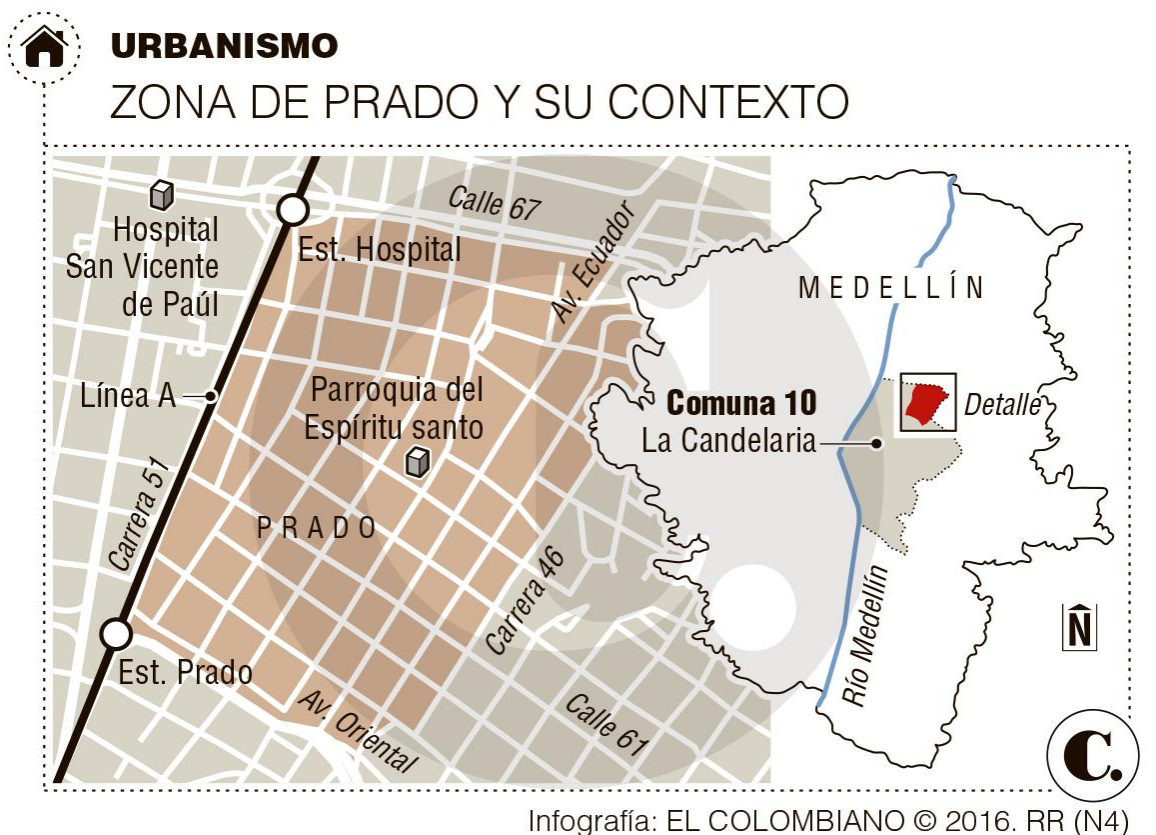 URBANISMO
ZONA DE PRADO Y SU CONTEXTO
Hospital
San Vicente
de Paúl
Est. Hospital
Calle 67
Av. Ecuador
Línea A
Parroquia del
Espíritu santo
Carrera 51
PRADO
Carrera 46
Est. Prado
Av. Oriental
Calle 61
MEDELLÍN
Comuna 10
La Candelaria
Detalle
Río Medellín
N
C.
Infografía: EL COLOMBIANO © 2016. RR (N4)